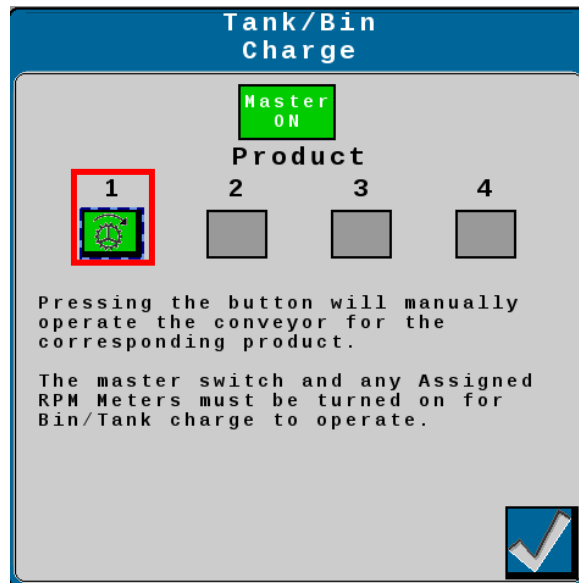 Tank/Bin
Charge
Master
ON
Product
1 2 3 4
Pressing the button will manually
operate the conveyor for the
corresponding product.
The master switch and any Assigned
RPM Meters must be turned on for
Bin/Tank charge to operate.